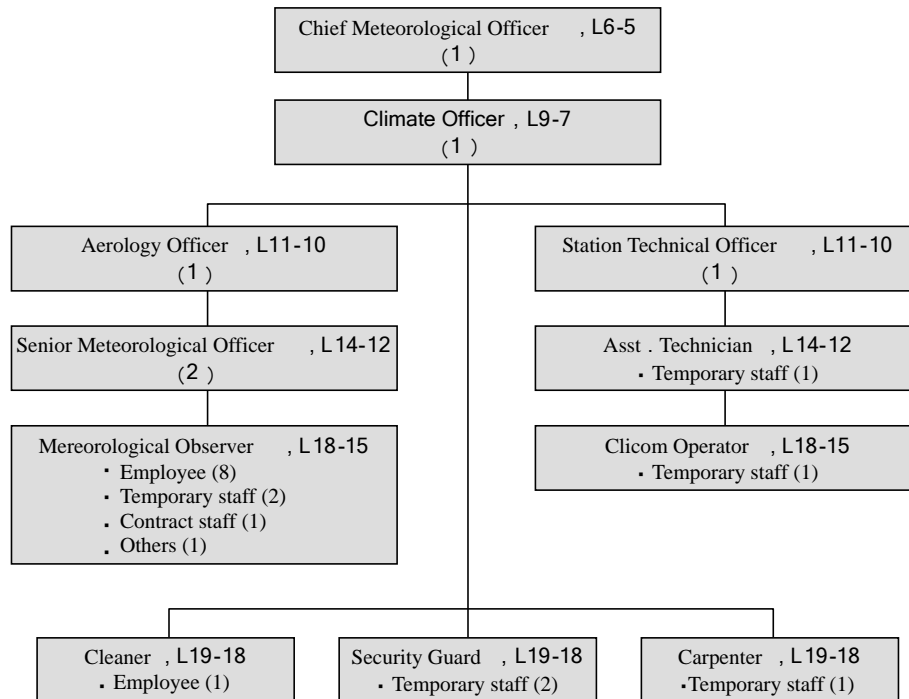 Chief Meteorological Officer , L6-5
(1)
Climate Officer , L9-7
(1)
Aerology Officer , L11-10
(1)
Station Technical Officer , L11-10
(1)
Senior Meteorological Officer , L14-12
(2)
Asst . Technician , L14-12
・ Temporary staff (1)
Mereorological Observer , L18-15
・ Employee (8)
・ Temporary staff (2)
・ Contract staff (1)
・ Others (1)
Clicom Operator , L18-15
・ Temporary staff (1)
Cleaner , L19-18
・ Employee (1)
Security Guard , L19-18
・ Temporary staff (2)
Carpenter , L19-18
・Temporary staff (1)